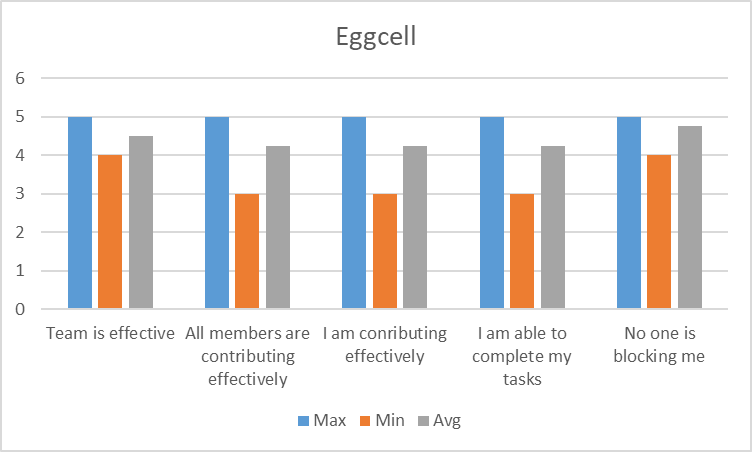 Eggcell
6
5
4
3
2
1
0
Team is effective
All members are
contributing
effectively
I am conributing
effectively
I am able to
complete my
tasks
No one is
blocking me
Max Min Avg